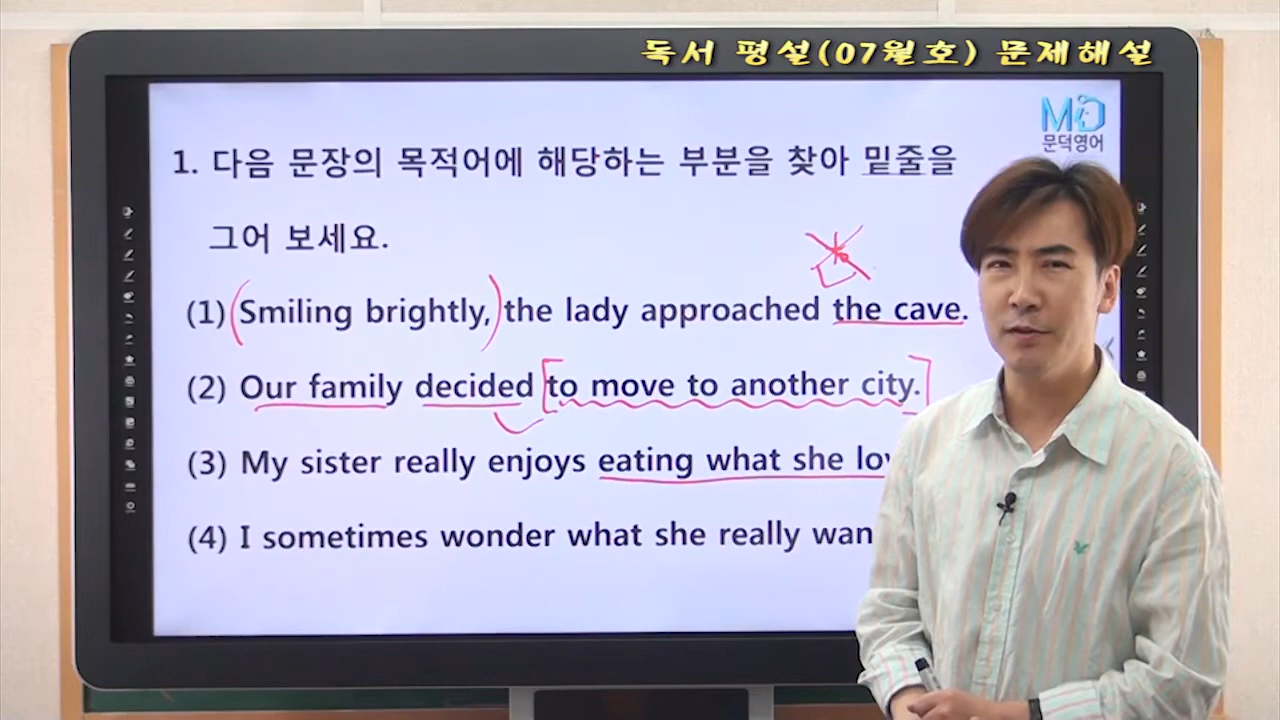 독서 평설(07월호) 문제해설
MD
문덕영어
1. 다음 문장의 목적어에 해당하는 부분을 찾아 밑줄을
그어 보세요.
(1) Smiling brightly, the lady approached the cave.
(2) Our family decided to move to another city.
(3) My sister really enjoys eating what she lov
(4) I sometimes wonder what she really wan